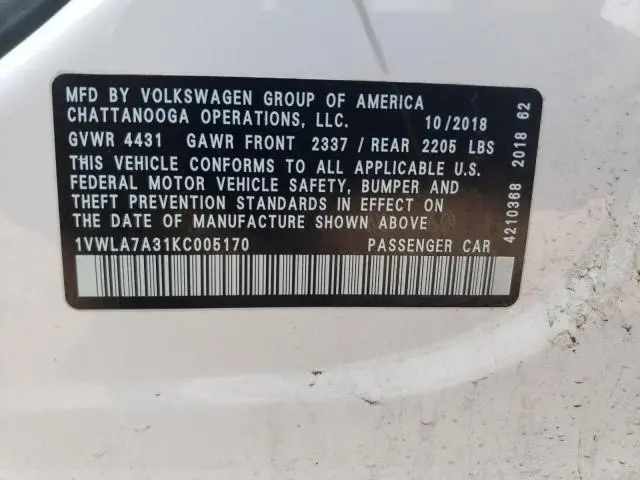 MFD BY VOLKSWAGEN GROUP OF AMERICA
CHATTANOOGA OPERATIONS, LLC. 10/2018
GVWR 4431 GAWR FRONT 2337 / REAR 2205 LBS
THIS VEHICLE CONFORMS TO ALL APPLICABLE U.S.
FEDERAL MOTOR VEHICLE SAFETY, BUMPER AND
THEFT PREVENTION STANDARDS IN EFFECT ON
THE DATE OF MANUFACTURE SHOWN ABOVE
1VWLA7A31KC005170 PASSENGER CAR
4210368 2018 62